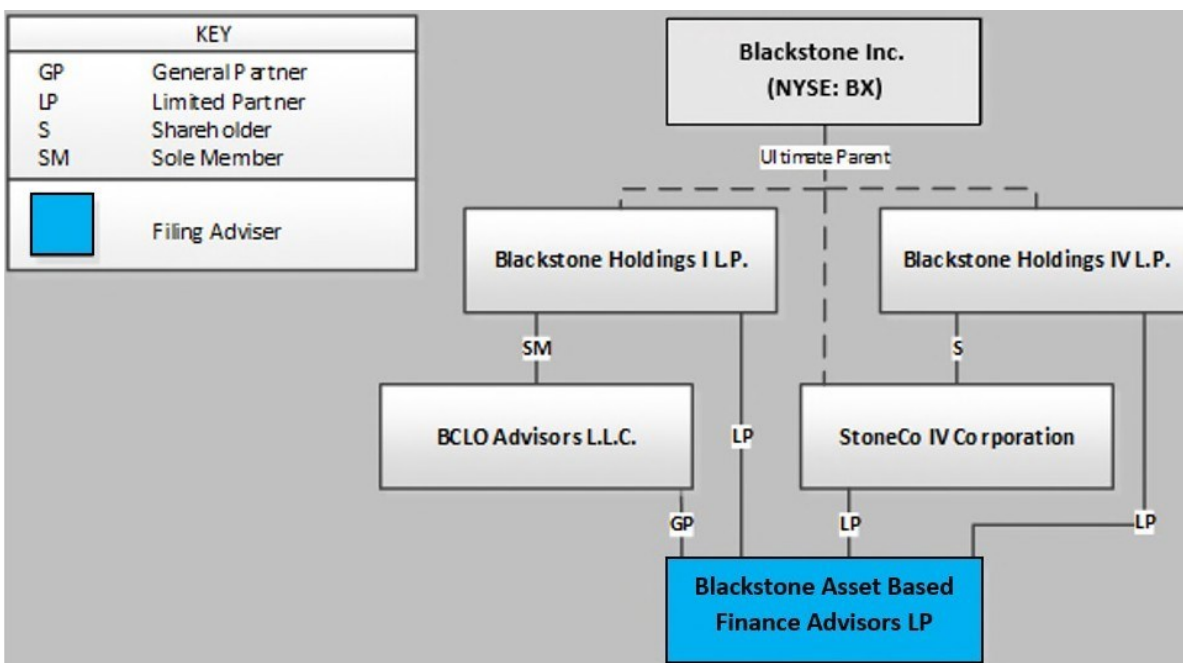 KEY
GP General Partner
LP Limited Partner
S Shareholder
SM Sole Member
Filing Adviser
Blackstone Inc.
(NYSE: BX)
Ultimate Parent
Blackstone Holdings I L.P.
Blackstone Holdings IV L.P.
SM
S
BCLO Advisors L.L.C.
LP
StoneCo IV Corporation
GP
LP
LP
Blackstone Asset Based
Finance Advisors LP